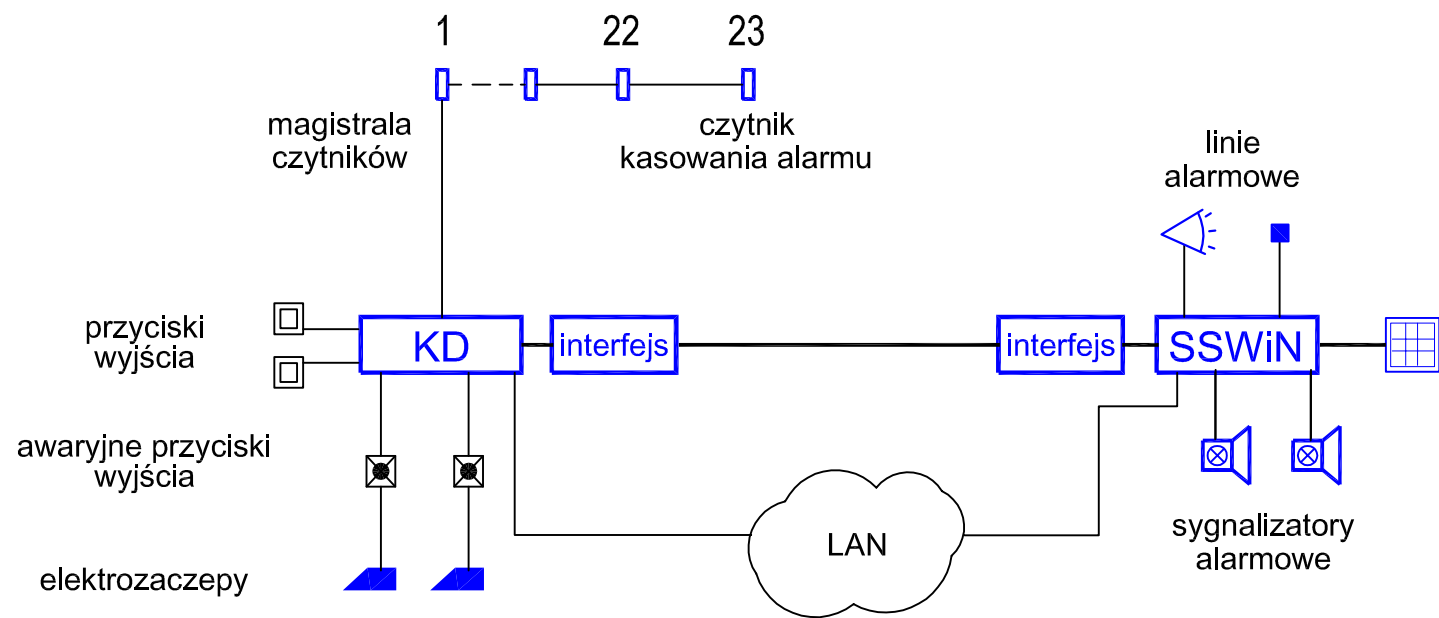 1
22
23
magistrala
czytników
czytnik
kasowania alarmu
linie
alarmowe
przyciski
wyjścia
KD
interfejs
interfejs
SSWiN
awaryjne przyciski
wyjścia
LAN
sygnalizatory
alarmowe
elektrozaczepy